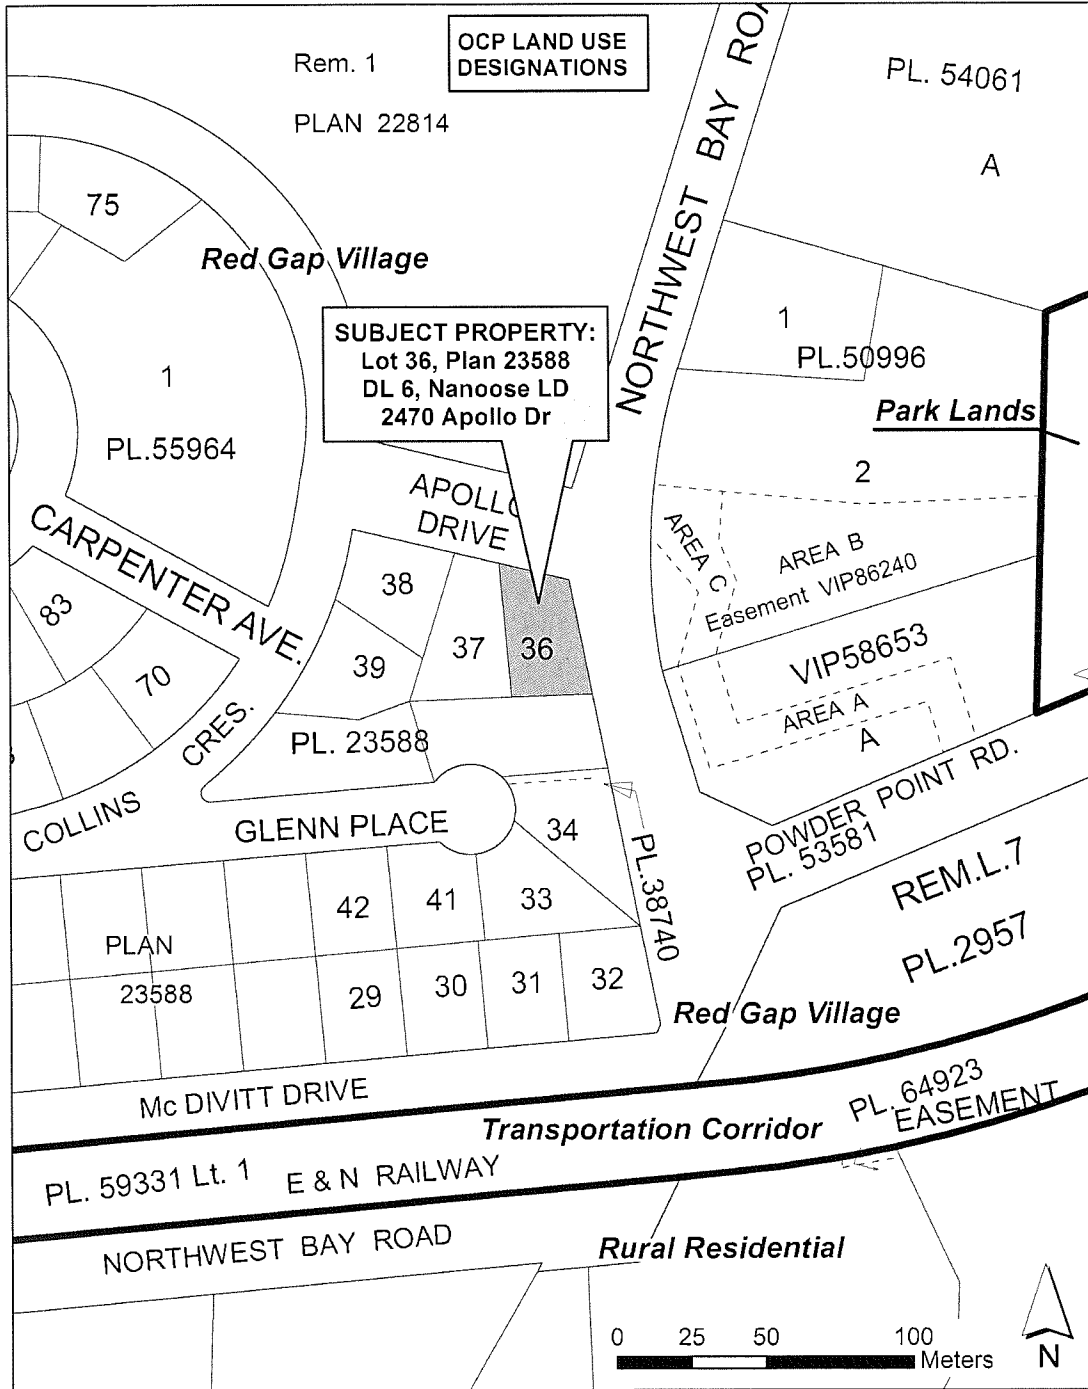 OCP LAND USE
DESIGNATIONS
Rem. 1
PLAN 22814
NORTHWEST BAY
PL. 54061
A
75
Red Gap Village
SUBJECT PROPERTY:
Lot 36, Plan 23588
DL 6, Nanoose LD
2470 Apollo Dr
1
PL.50996
Park Lands
1
PL.55964
2
APOLLO
DRIVE
CARPENTER AVE.
AREA C
AREA B
Easement VIP86240
38
83
37
36
39
70
VIP58653
AREA A
A
CRES.
PL. 23588
COLLINS
GLENN PLACE
34
POWDER POINT RD.
PL. 53581
PL.38740
REM.L.7
PL.2957
42
41
33
PLAN
23588
29
30
31
32
Red Gap Village
Mc DIVITT DRIVE
PL. 64923
EASEMENT
Transportation Corridor
PL. 59331 Lt. 1
E & N RAILWAY
NORTHWEST BAY ROAD
Rural Residential
0 25 50 100
Meters
N